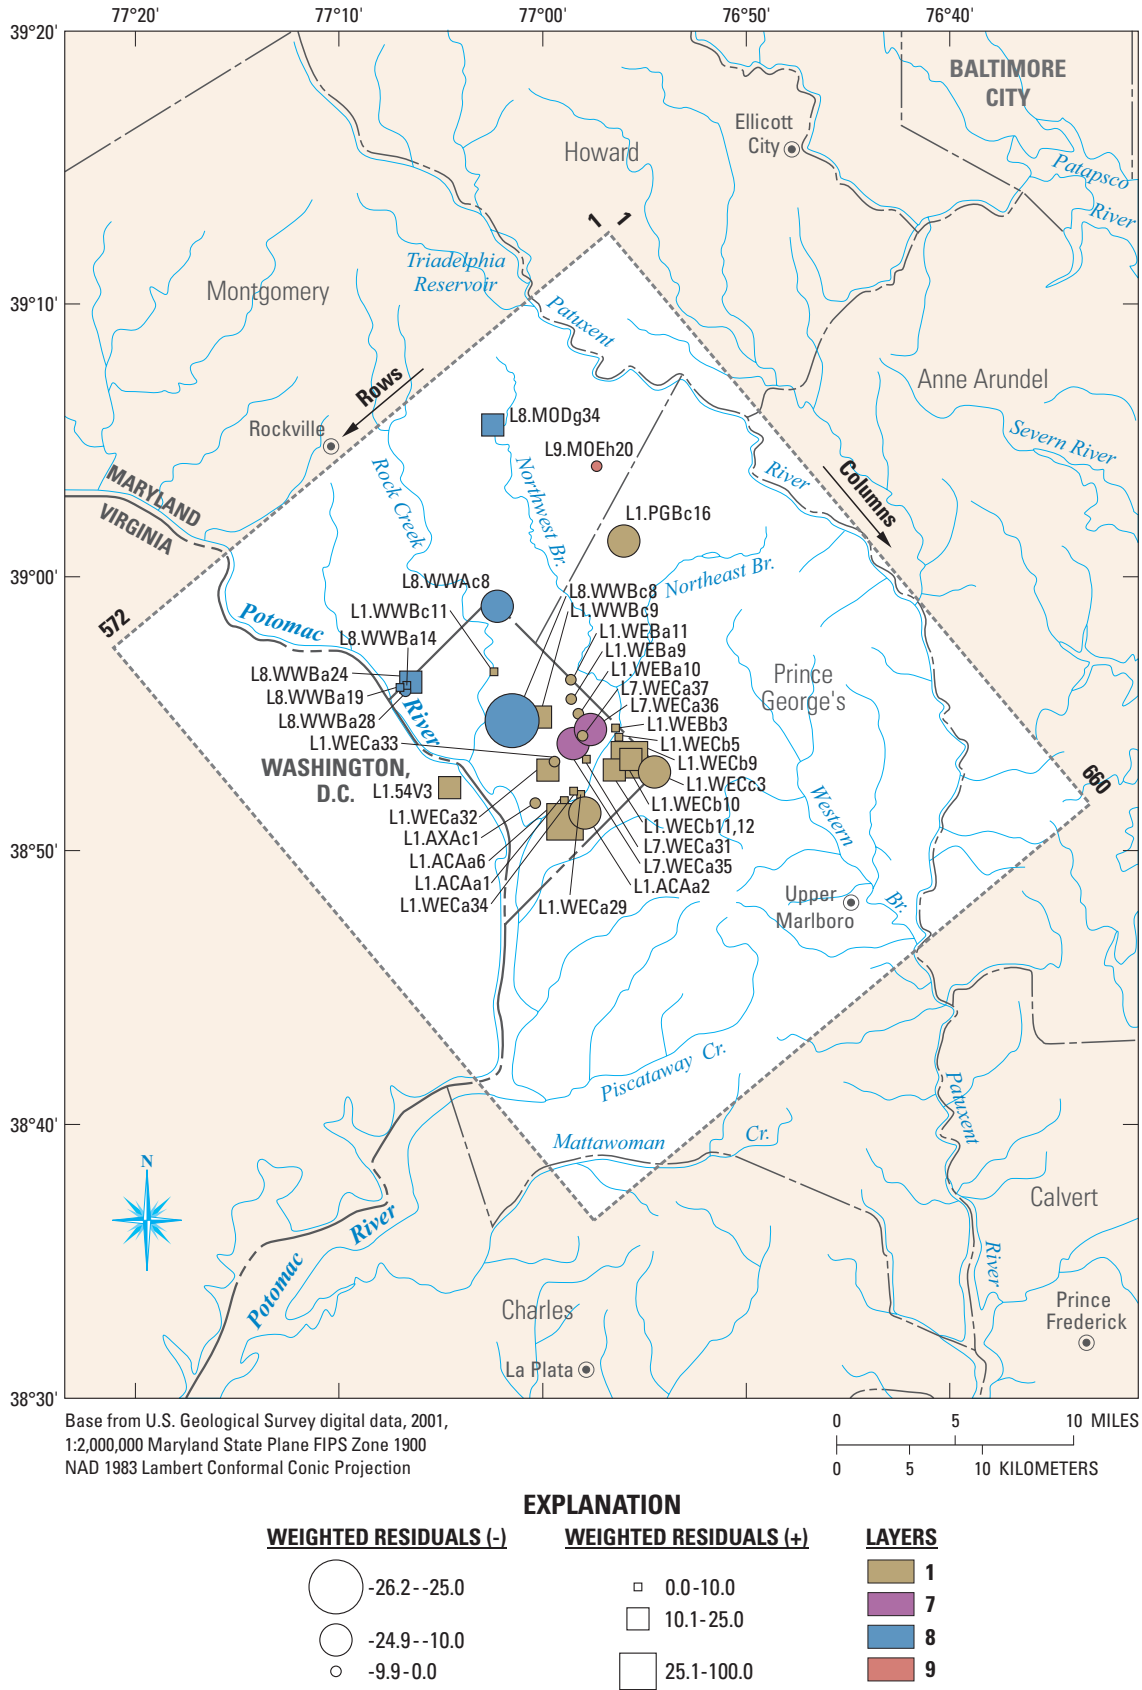 77°20'
77°10'
77°00'
76°50'
76°40'
39°20'
BALTIMORE
CITY
Ellicott
City
Howard
Patapsco
River
1
1
Triadelphia
Reservoir
Montgomery
39°10'
Patuxent
Rows
Anne Arundel
L8.MODg34
Rockville
Severn River
L9.MOEh20
Rock Creek
Northwest Br.
River
Columns
MARYLAND
VIRGINIA
L1.PGBc16
39°00'
Northeast Br.
L8.WWAc8
L8.WWBc8
L1.WWBc11
L1.WWBc9
572
Potomac
L1.WEBa11
L8.WWBa14
L1.WEBa9
L1.WEBa10
L8.WWBa24
Prince
George's
L7.WECa37
L8.WWBa19
L7.WECa36
L8.WWBa28
River
L1.WEBb3
L1.WECa33
L1.WECb5
WASHINGTON,
D.C.
L1.WECb9
L1.54V3
L1.WECc3
660
L1.WECa32
L1.WECb10
L1.AXAc1
L1.WECb11,12
Western
Br.
L1.ACAa6
L7.WECa31
38°50'
L1.ACAa1
L7.WECa35
L1.WECa34
L1.ACAa2
L1.WECa29
Upper
Marlboro
Piscataway Cr.
Patuxent
River
38°40'
Mattawoman
Cr.
N
Calvert
River
Potomac
Charles
Prince
Frederick
La Plata
38°30'
Base from U.S. Geological Survey digital data, 2001,
1:2,000,000 Maryland State Plane FIPS Zone 1900
NAD 1983 Lambert Conformal Conic Projection
0 5 10 MILES
0 5 10 KILOMETERS
EXPLANATION
WEIGHTED RESIDUALS (-)
-26.2 - -25.0
-24.9 - -10.0
-9.9 - 0.0
WEIGHTED RESIDUALS (+)
0.0-10.0
10.1-25.0
25.1-100.0
LAYERS
1
7
8
9